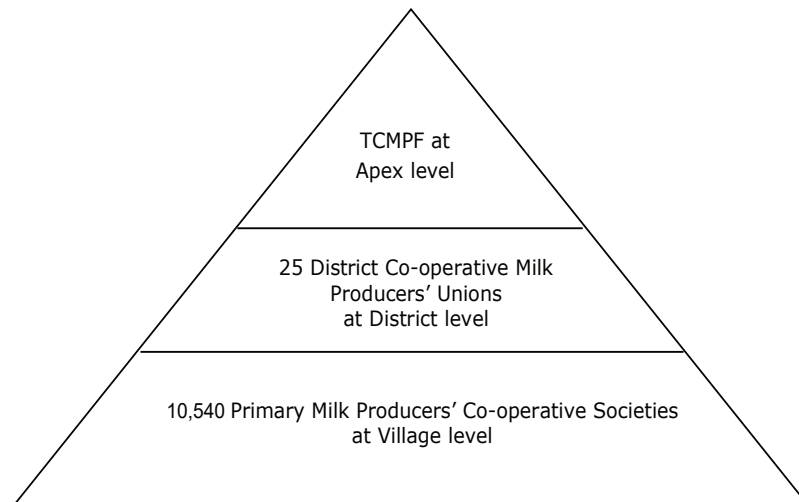 TCMPF at
Apex level
25 District Co-operative Milk
Producers’ Unions
at District level
10,540 Primary Milk Producers’ Co-operative Societies
at Village level